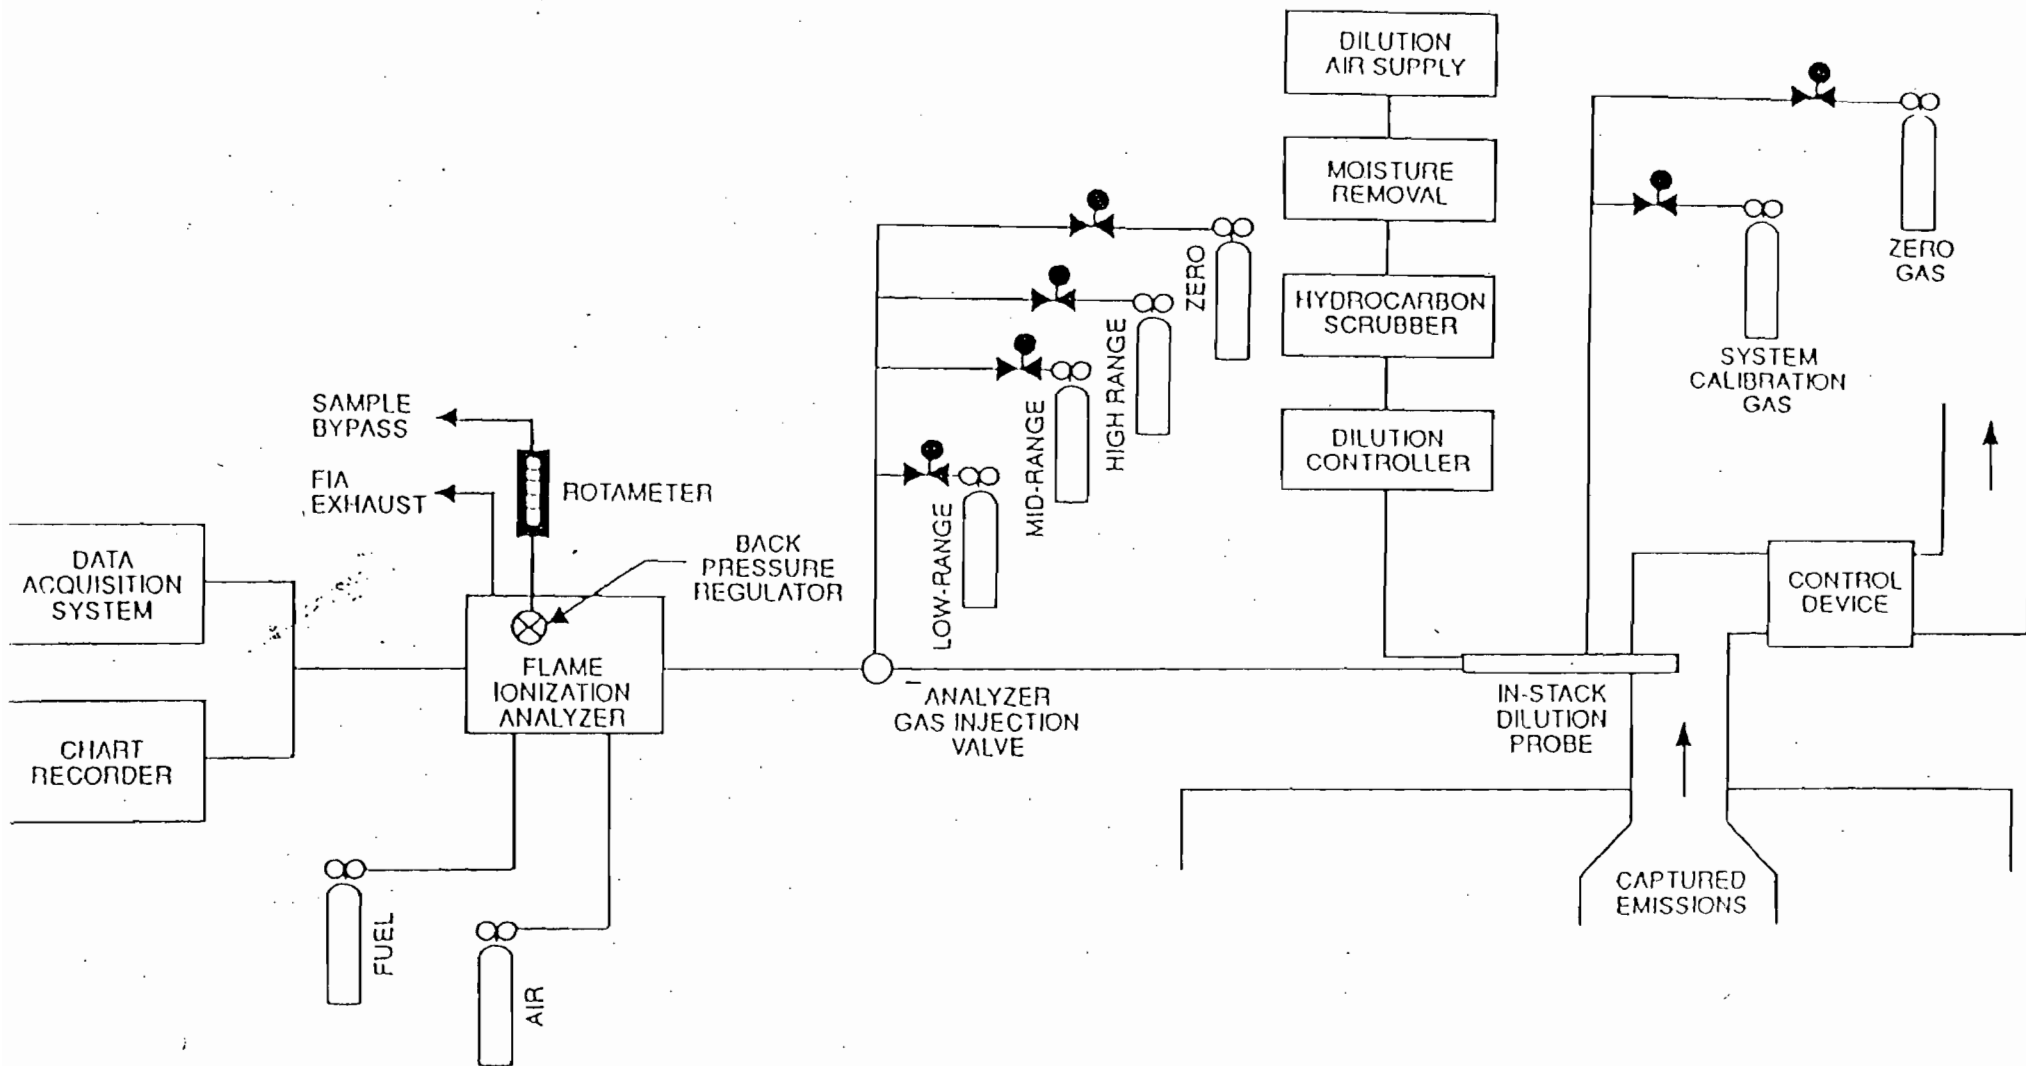 DILUTION
AIR SUPPLY
MOISTURE
REMOVAL
HYDROCARBON
SCRUBBER
DILUTION
CONTROLLER
ZERO
GAS
SYSTEM
CALIBRATION
GAS
ZERO
HIGH RANGE
MID-RANGE
LOW-RANGE
SAMPLE
BYPASS
FIA
EXHAUST
ROTAMETER
BACK
PRESSURE
REGULATOR
DATA
ACQUISITION
SYSTEM
CHART
RECORDER
FLAME
IONIZATION
ANALYZER
ANALYZER
GAS INJECTION
VALVE
IN-STACK
DILUTION
PROBE
CONTROL
DEVICE
CAPTURED
EMISSIONS
FUEL
AIR